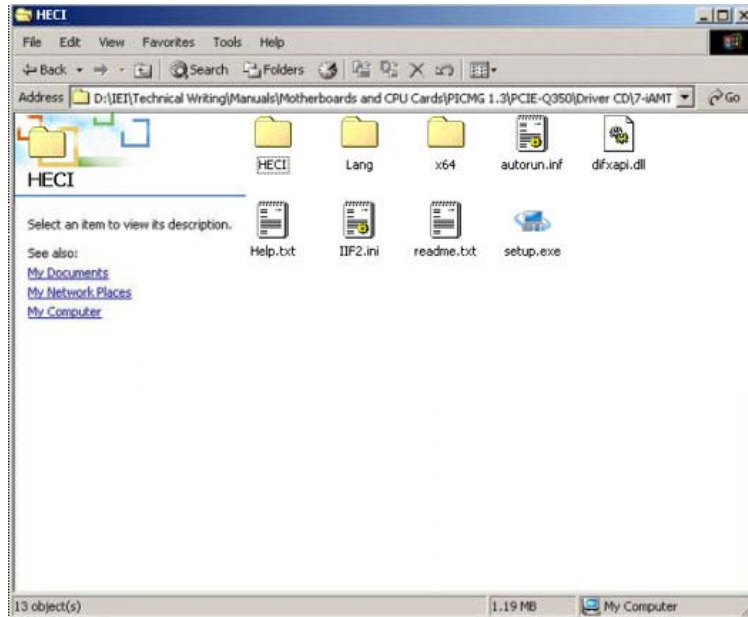 HECI
File Edit View Favorites Tools Help
Back Search Folders
Address D:\IEI\Technical Writing\Manuals\Motherboards and CPU Cards\PICMG 1.3\PCIE-Q350\Driver CD\7-iAMT Go
HECI Lang x64 autorun.inf difxapi.dll
HECI
Select an item to view its description.
Help.txt IIF2.ini readme.txt setup.exe
See also:
My Documents
My Network Places
My Computer
13 object(s) 1.19 MB My Computer